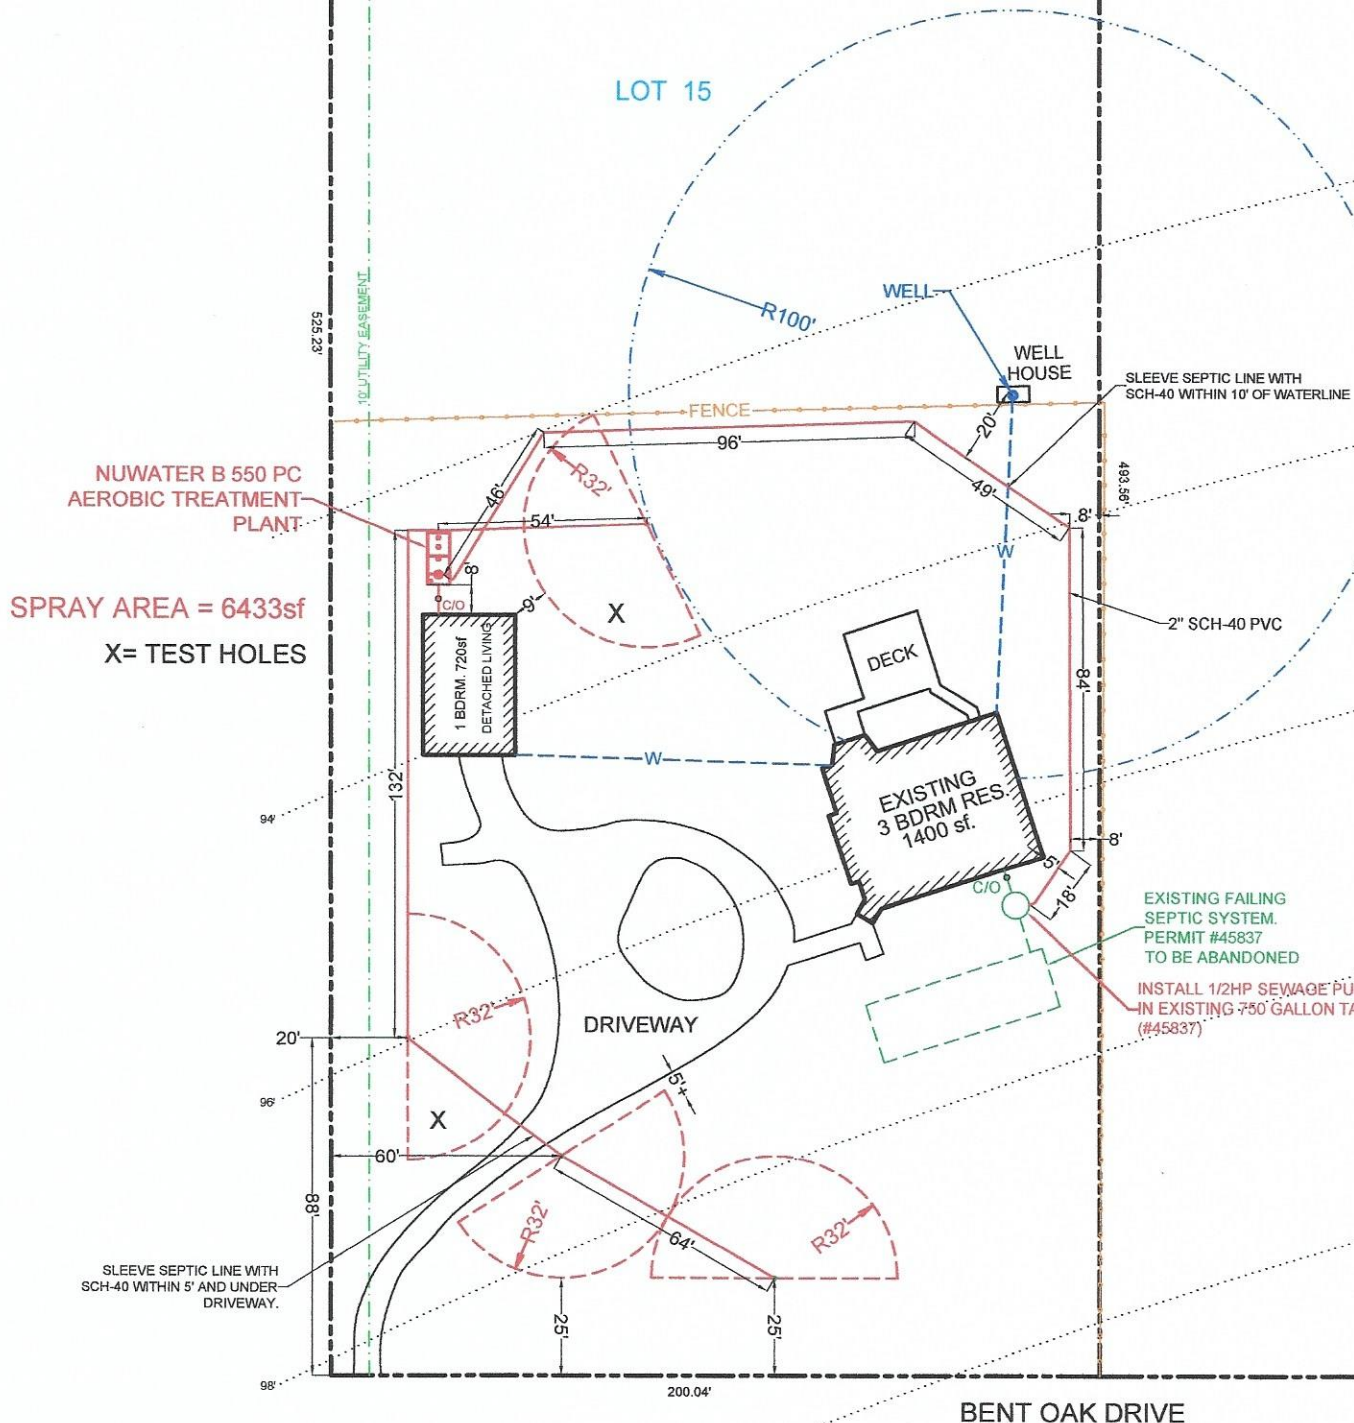 LOT 15
10' UTILITY EASEMENT
525.23'
R100'
WELL
WELL
HOUSE
SLEEVE SEPTIC LINE WITH
SCH-40 WITHIN 10' OF WATERLINE
FENCE
96'
20'
R32'
46'
49'
493.56'
NUWATER B 550 PC
AEROBIC TREATMENT
PLANT
54'
8'
W
8'
C/O
9'
SPRAY AREA = 6433sf
X
2" SCH-40 PVC
X= TEST HOLES
1 BDRM. 720sf
DETACHED LIVING
DECK
84'
W
132'
EXISTING
3 BDRM RES.
1400 sf.
94'
8'
5'
18'
C/O
EXISTING FAILING
SEPTIC SYSTEM.
PERMIT #45837
TO BE ABANDONED
INSTALL 1/2HP SEWAGE PU
IN EXISTING 750 GALLON TA
(#45837)
R32'
DRIVEWAY
20'
5'+
96'
X
60'
88'
R32'
64'
R32'
SLEEVE SEPTIC LINE WITH
SCH-40 WITHIN 5' AND UNDER
DRIVEWAY.
25'
25'
98'
200.04'
BENT OAK DRIVE